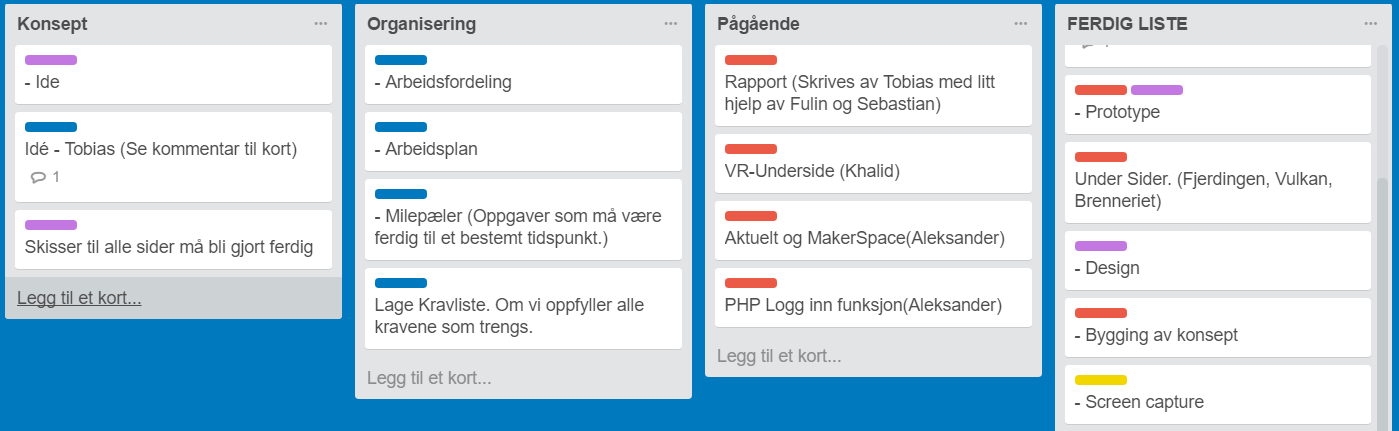 Konsept
- Ide
Idé - Tobias (Se kommentar til kort)
1
Skisser til alle sider må bli gjort ferdig
Legg til et kort...
Organisering
- Arbeidsfordeling
- Arbeidsplan
- Milepæler (Oppgaver som må være
ferdig til et bestemt tidspunkt.)
Lage Kravliste. Om vi oppfyller alle
kravene som trengs.
Legg til et kort...
Pågående
Rapport (Skrives av Tobias med litt
hjelp av Fulin og Sebastian)
VR-Underside (Khalid)
Aktuelt og MakerSpace(Aleksander)
PHP Logg inn funksjon(Aleksander)
Legg til et kort...
FERDIG LISTE
- Prototype
Under Sider. (Fjerdingen, Vulkan,
Brenneriet)
- Design
- Bygging av konsept
- Screen capture